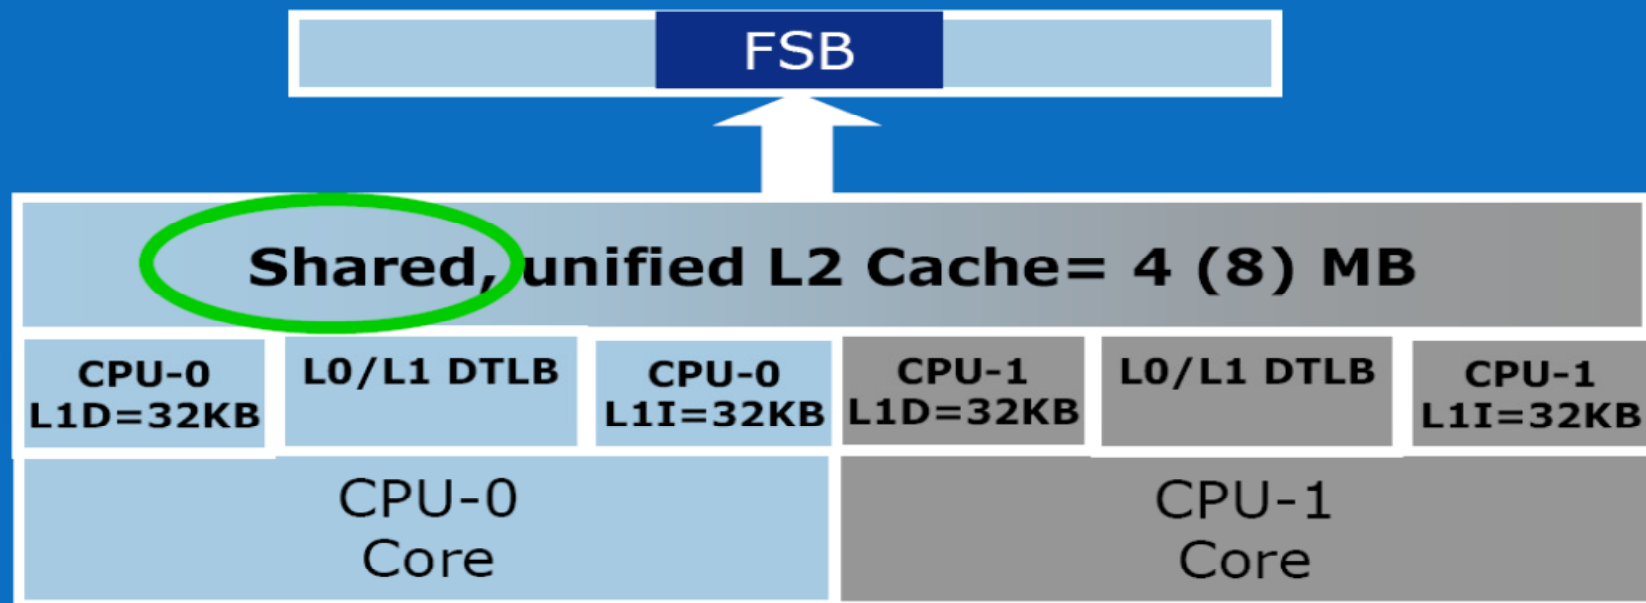 FSB
Shared, unified L2 Cache= 4 (8) MB
CPU-0
L1D=32KB
L0/L1 DTLB
CPU-0
L1I=32KB
CPU-1
L1D=32KB
L0/L1 DTLB
CPU-1
L1I=32KB
CPU-0
Core
CPU-1
Core